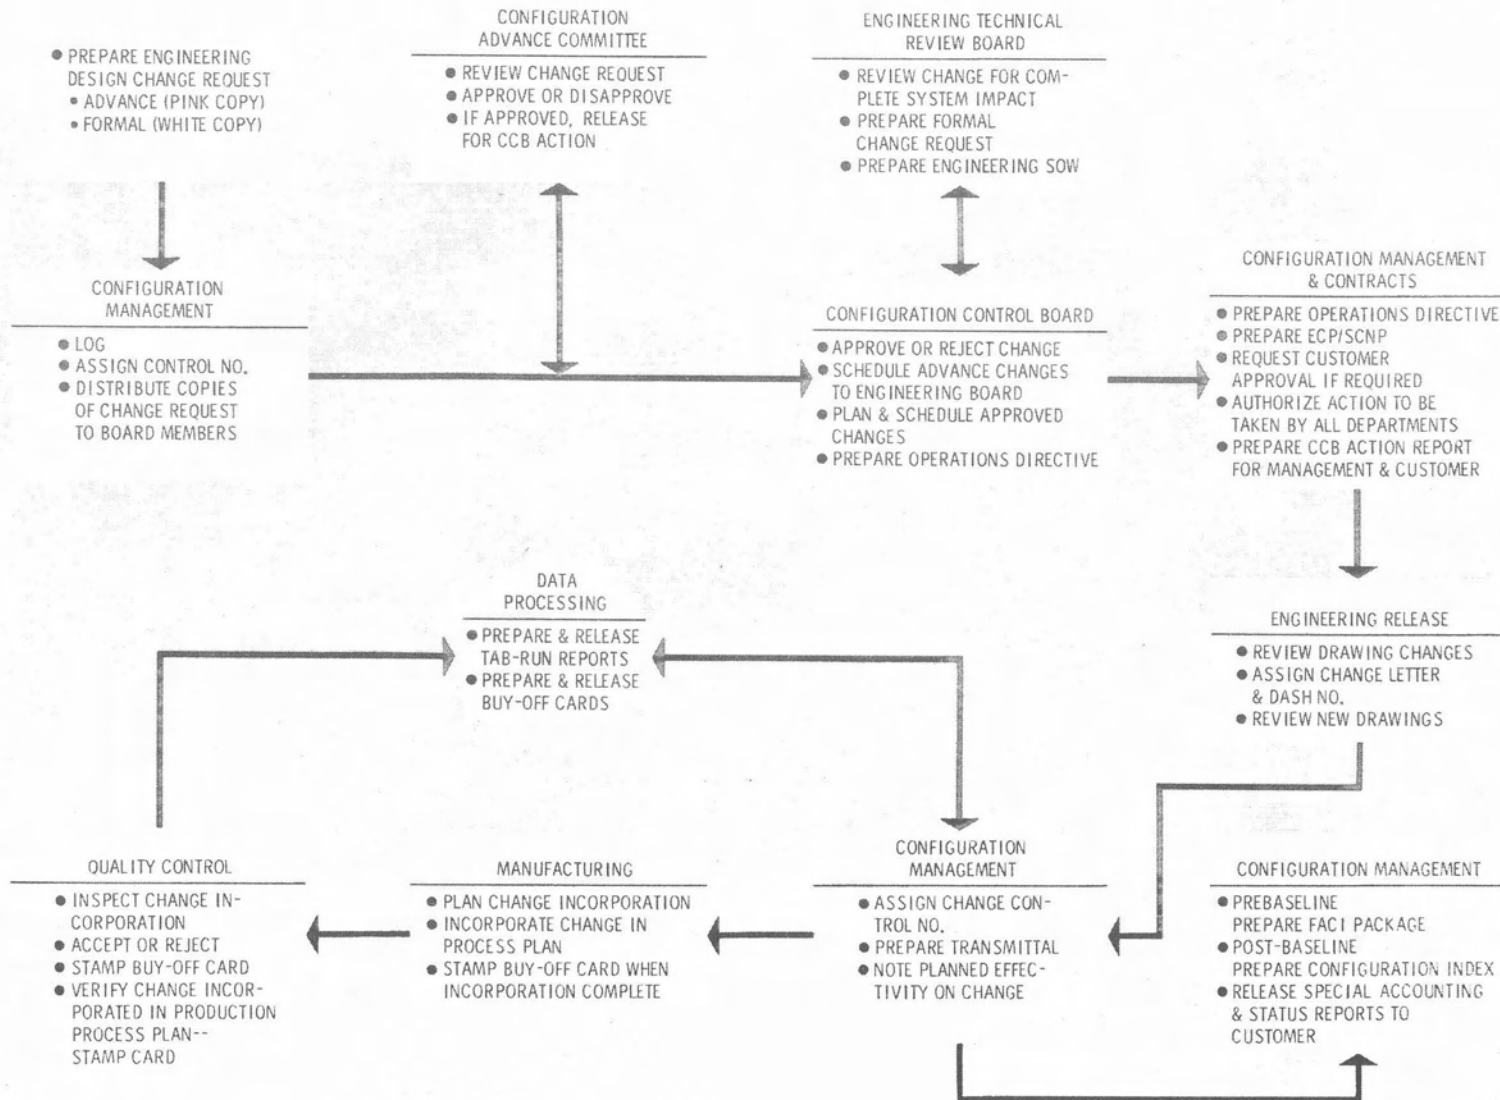 ● PREPARE ENGINEERING
DESIGN CHANGE REQUEST
• ADVANCE (PINK COPY)
• FORMAL (WHITE COPY)
CONFIGURATION
ADVANCE COMMITTEE
● REVIEW CHANGE REQUEST
● APPROVE OR DISAPPROVE
● IF APPROVED, RELEASE
FOR CCB ACTION
ENGINEERING TECHNICAL
REVIEW BOARD
● REVIEW CHANGE FOR COM-
PLETE SYSTEM IMPACT
● PREPARE FORMAL
CHANGE REQUEST
● PREPARE ENGINEERING SOW
CONFIGURATION
MANAGEMENT
● LOG
● ASSIGN CONTROL NO.
● DISTRIBUTE COPIES
OF CHANGE REQUEST
TO BOARD MEMBERS
CONFIGURATION CONTROL BOARD
● APPROVE OR REJECT CHANGE
● SCHEDULE ADVANCE CHANGES
TO ENGINEERING BOARD
● PLAN & SCHEDULE APPROVED
CHANGES
● PREPARE OPERATIONS DIRECTIVE
CONFIGURATION MANAGEMENT
& CONTRACTS
● PREPARE OPERATIONS DIRECTIVE
● PREPARE ECP/SCNP
● REQUEST CUSTOMER
APPROVAL IF REQUIRED
● AUTHORIZE ACTION TO BE
TAKEN BY ALL DEPARTMENTS
● PREPARE CCB ACTION REPORT
FOR MANAGEMENT & CUSTOMER
DATA
PROCESSING
● PREPARE & RELEASE
TAB-RUN REPORTS
● PREPARE & RELEASE
BUY-OFF CARDS
ENGINEERING RELEASE
● REVIEW DRAWING CHANGES
● ASSIGN CHANGE LETTER
& DASH NO.
● REVIEW NEW DRAWINGS
QUALITY CONTROL
● INSPECT CHANGE IN-
CORPORATION
● ACCEPT OR REJECT
● STAMP BUY-OFF CARD
● VERIFY CHANGE INCOR-
PORATED IN PRODUCTION
PROCESS PLAN--
STAMP CARD
MANUFACTURING
● PLAN CHANGE INCORPORATION
● INCORPORATE CHANGE IN
PROCESS PLAN
● STAMP BUY-OFF CARD WHEN
INCORPORATION COMPLETE
CONFIGURATION
MANAGEMENT
● ASSIGN CHANGE CON-
TROL NO.
● PREPARE TRANSMITTAL
● NOTE PLANNED EFFEC-
TIVITY ON CHANGE
CONFIGURATION MANAGEMENT
● PREBASELINE
PREPARE FACI PACKAGE
● POST-BASELINE
PREPARE CONFIGURATION INDEX
● RELEASE SPECIAL ACCOUNTING
& STATUS REPORTS TO
CUSTOMER